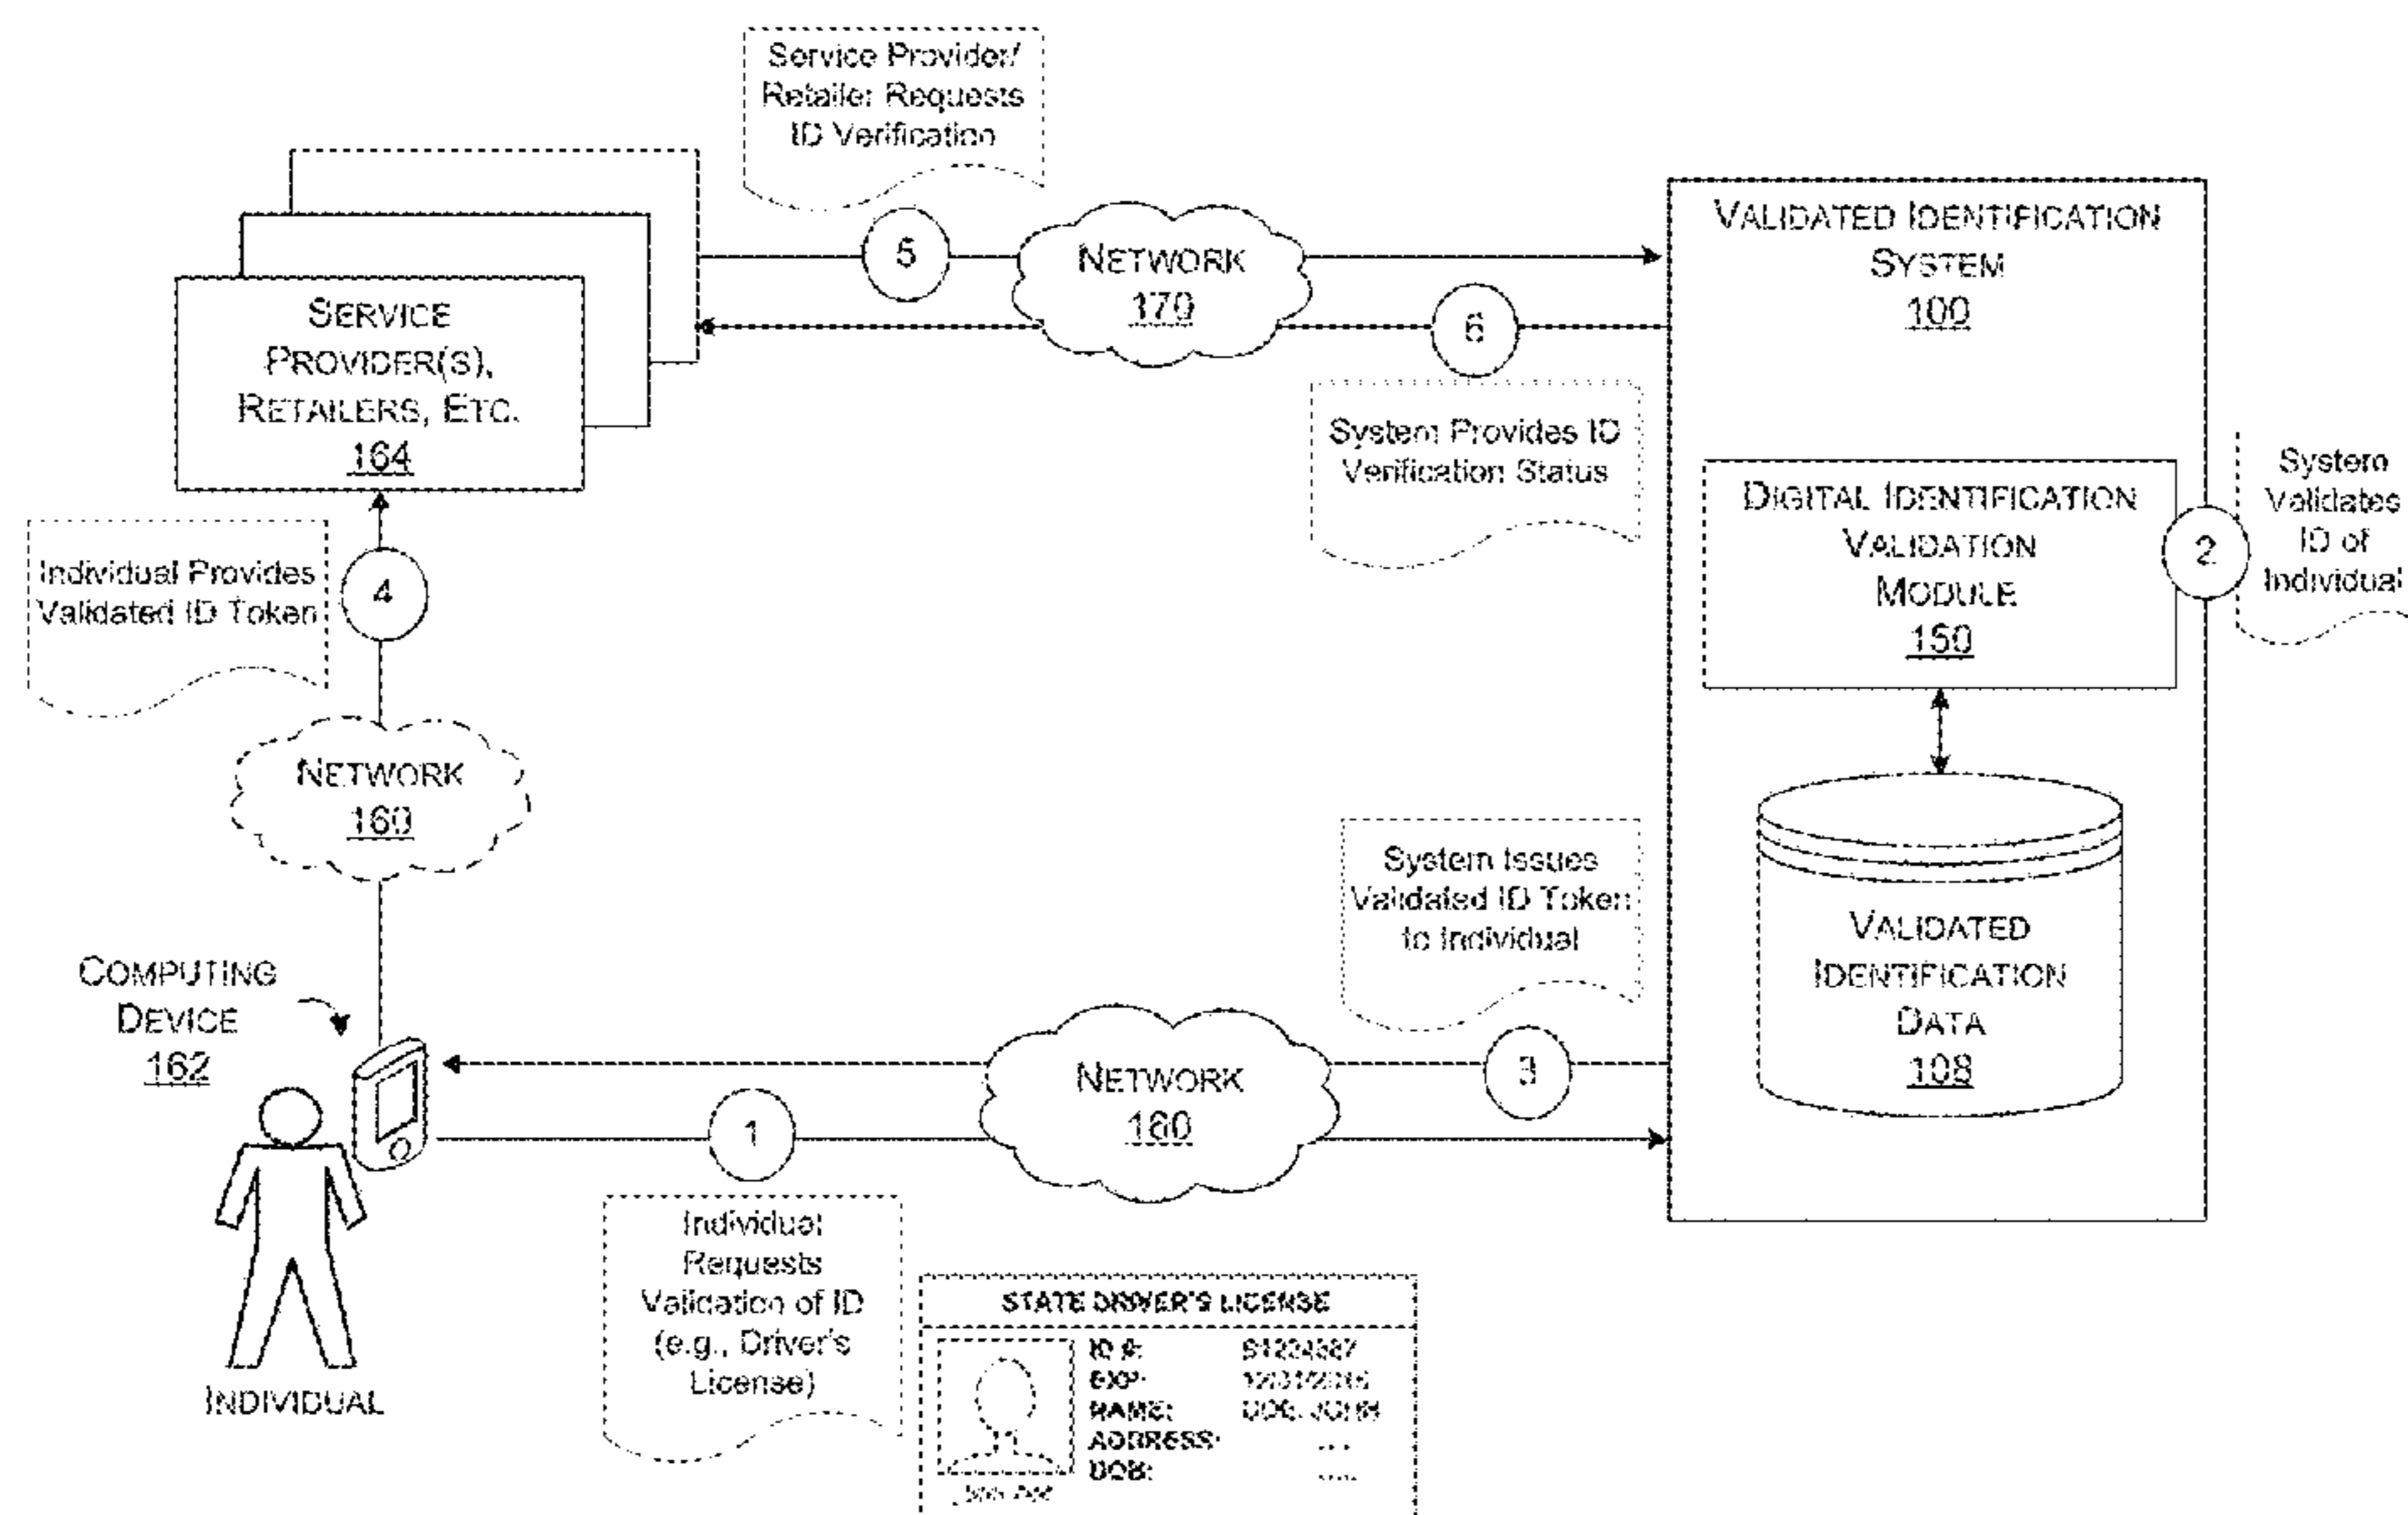 Service Provider/
Retailer Requests
ID Verification
5
NETWORK
170
6
System Provides ID
Verification Status
SERVICE
PROVIDER(S),
RETAILERS, ETC.
164
Individual Provides
Validated ID Token
4
NETWORK
160
VALIDATED IDENTIFICATION
SYSTEM
100
DIGITAL IDENTIFICATION
VALIDATION
MODULE
150
2
System
Validates
ID of
Individual
VALIDATED
IDENTIFICATION
DATA
108
System Issues
Validated ID Token
to Individual
3
COMPUTING
DEVICE
162
NETWORK
160
1
INDIVIDUAL
Individual
Requests
Validation of ID
(e.g., Driver's
License)
STATE DRIVER'S LICENSE
ID #:
EXP:
NAME: DOE, JOHN
ADDRESS: ....
DOB: ....